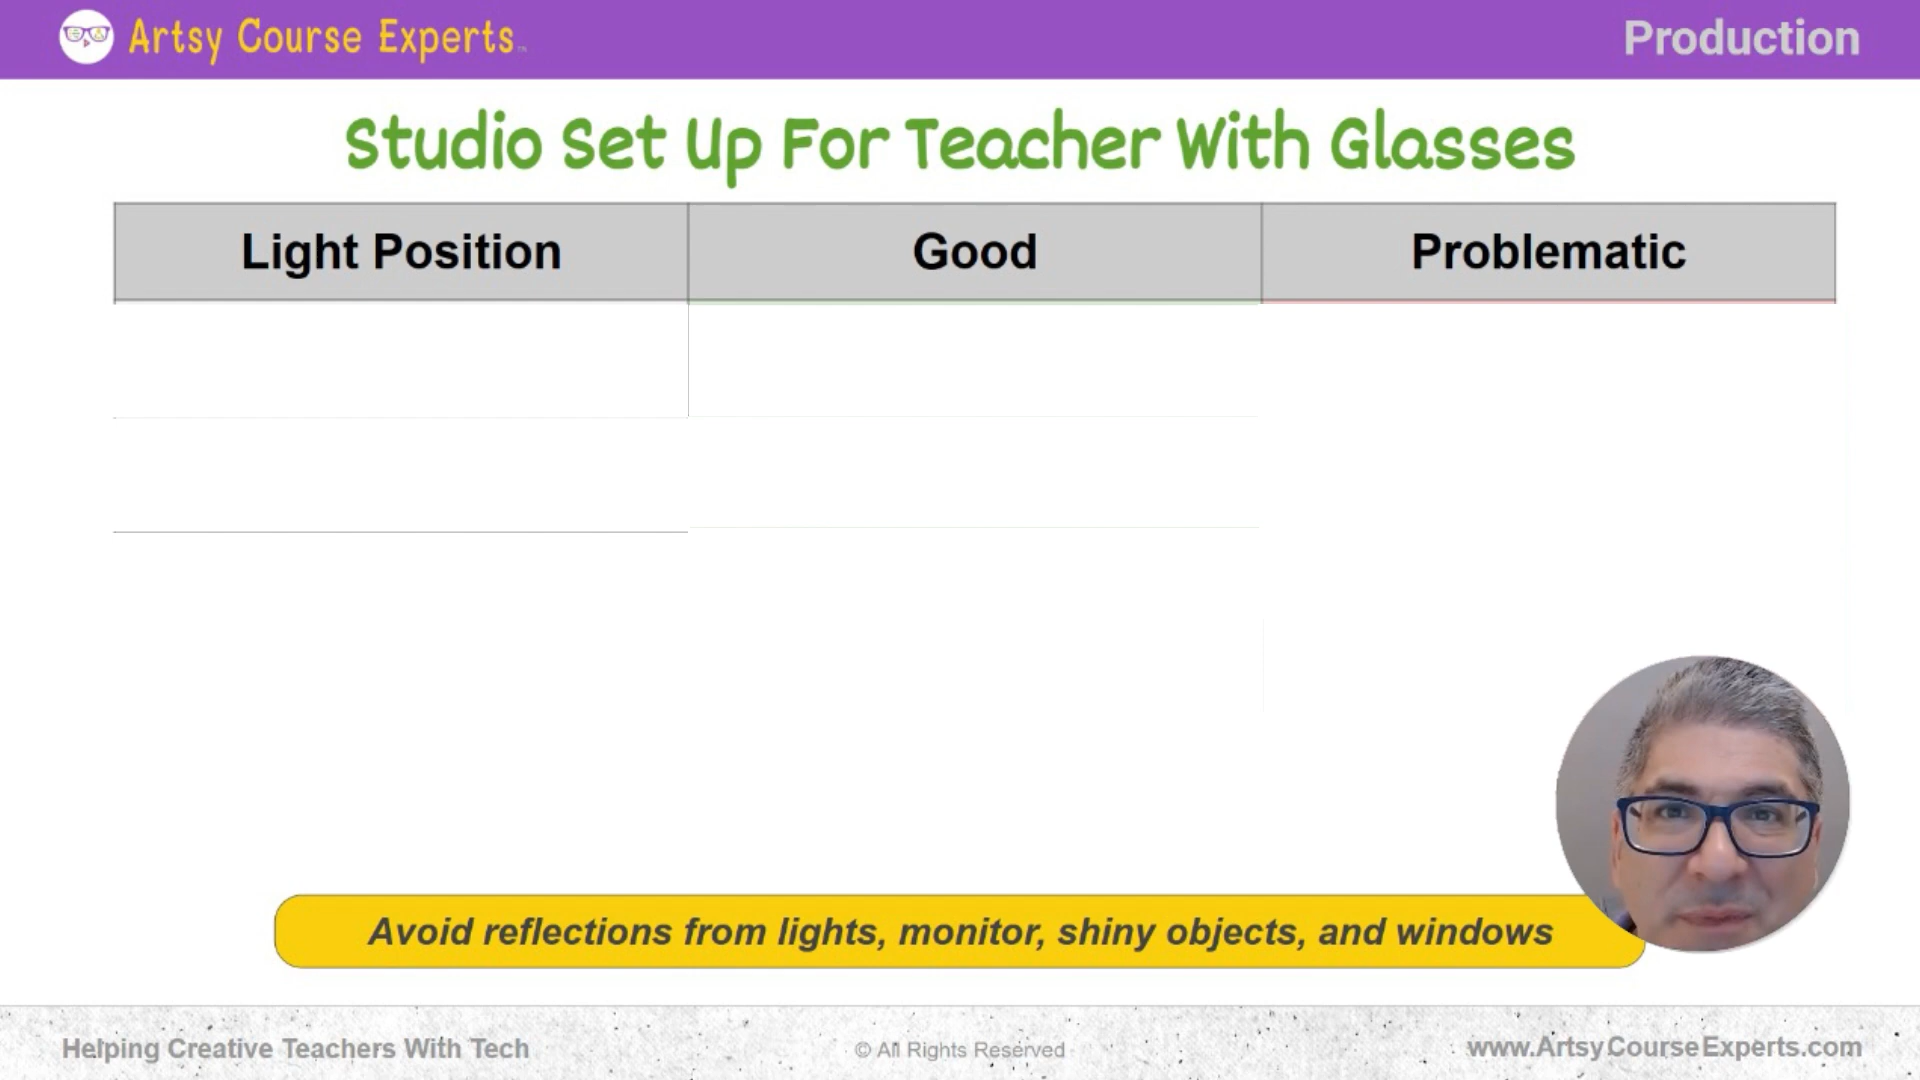 Artsy Course Experts
Production
Studio Set Up For Teacher With Glasses
Light Position
Good
Problematic
Avoid reflections from lights, monitor, shiny objects, and windows
Helping Creative Teachers With Tech
© All Rights Reserved
www.ArtsyCourseExperts.com